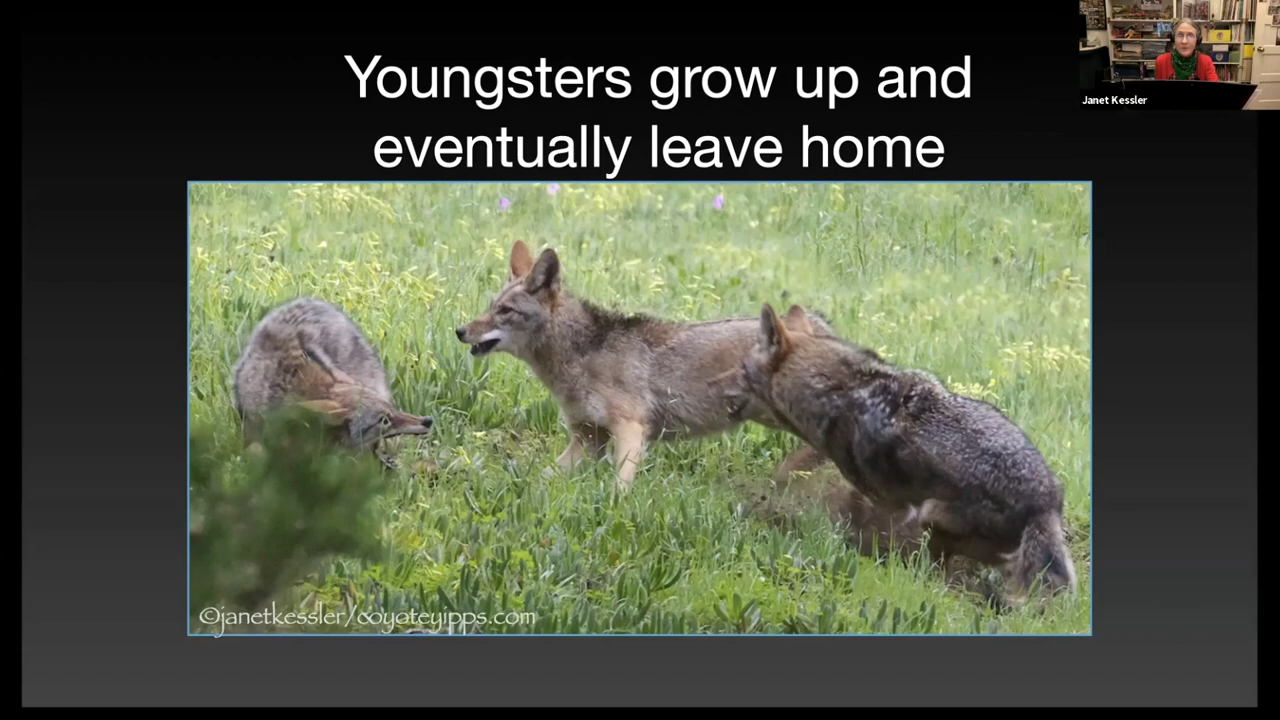 Youngsters grow up and
eventually leave home
Janet Kessler
©janetkessler/coyoteyipps.com